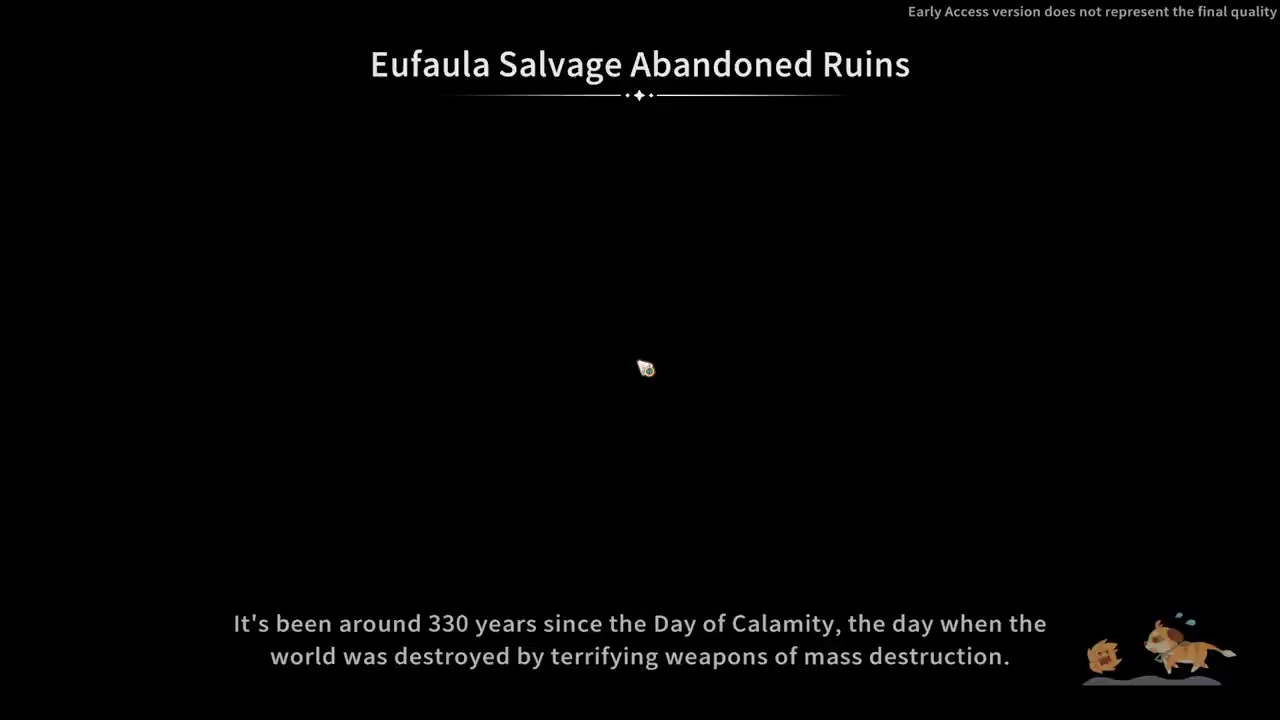 Early Access version does not represent the final quality
Eufaula Salvage Abandoned Ruins
It's been around 330 years since the Day of Calamity, the day when the
world was destroyed by terrifying weapons of mass destruction.